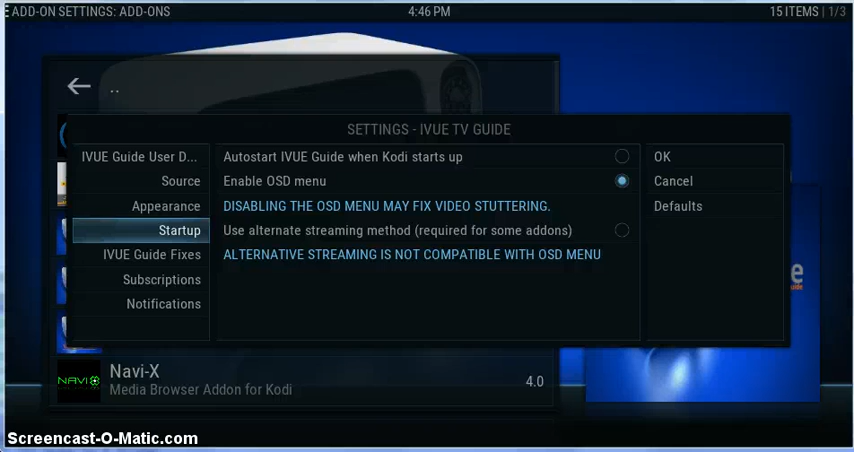 ADD-ON SETTINGS: ADD-ONS
4:46 PM
15 ITEMS | 1/3
..
SETTINGS - IVUE TV GUIDE
IVUE Guide User D...
Source
Appearance
Startup
IVUE Guide Fixes
Subscriptions
Notifications
Autostart IVUE Guide when Kodi starts up
Enable OSD menu
DISABLING THE OSD MENU MAY FIX VIDEO STUTTERING.
Use alternate streaming method (required for some addons)
ALTERNATIVE STREAMING IS NOT COMPATIBLE WITH OSD MENU
OK
Cancel
Defaults
NAVI
Navi-X
Media Browser Addon for Kodi
4.0
Screencast-O-Matic.com